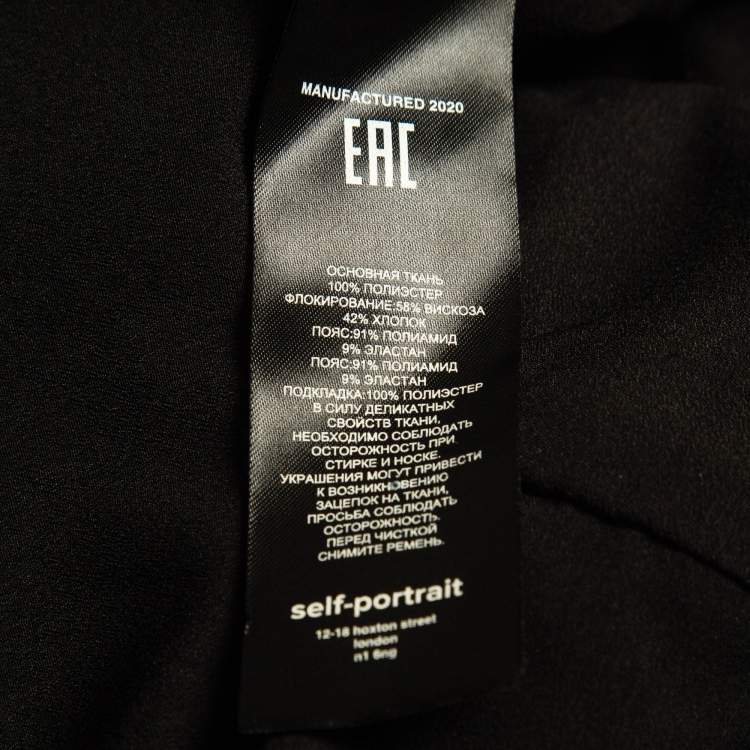 MANUFACTURED 2020
EAC
ОСНОВНАЯ ТКАНЬ
100% ПОЛИЭСТЕР
ФЛОКИРОВАНИЕ:58% ВИСКОЗА
42% ХЛОПОК
ПОЯС:91% ПОЛИАМИД
9% ЭЛАСТАН
ПОЯС:91% ПОЛИАМИД
9% ЭЛАСТАН
ПОДКЛАДКА:100% ПОЛИЭСТЕР
В СИЛУ ДЕЛИКАТНЫХ
СВОЙСТВ ТКАНИ,
НЕОБХОДИМО СОБЛЮДАТЬ
ОСТОРОЖНОСТЬ ПРИ
СТИРКЕ И НОСКЕ.
УКРАШЕНИЯ МОГУТ ПРИВЕСТИ
К ВОЗНИКНОВЕНИЮ
ЗАЦЕПОК НА ТКАНИ,
ПРОСЬБА СОБЛЮДАТЬ
ОСТОРОЖНОСТЬ.
ПЕРЕД ЧИСТКОЙ
СНИМИТЕ РЕМЕНЬ.
self-portrait
12-18 hoxton street
london
n1 6ng